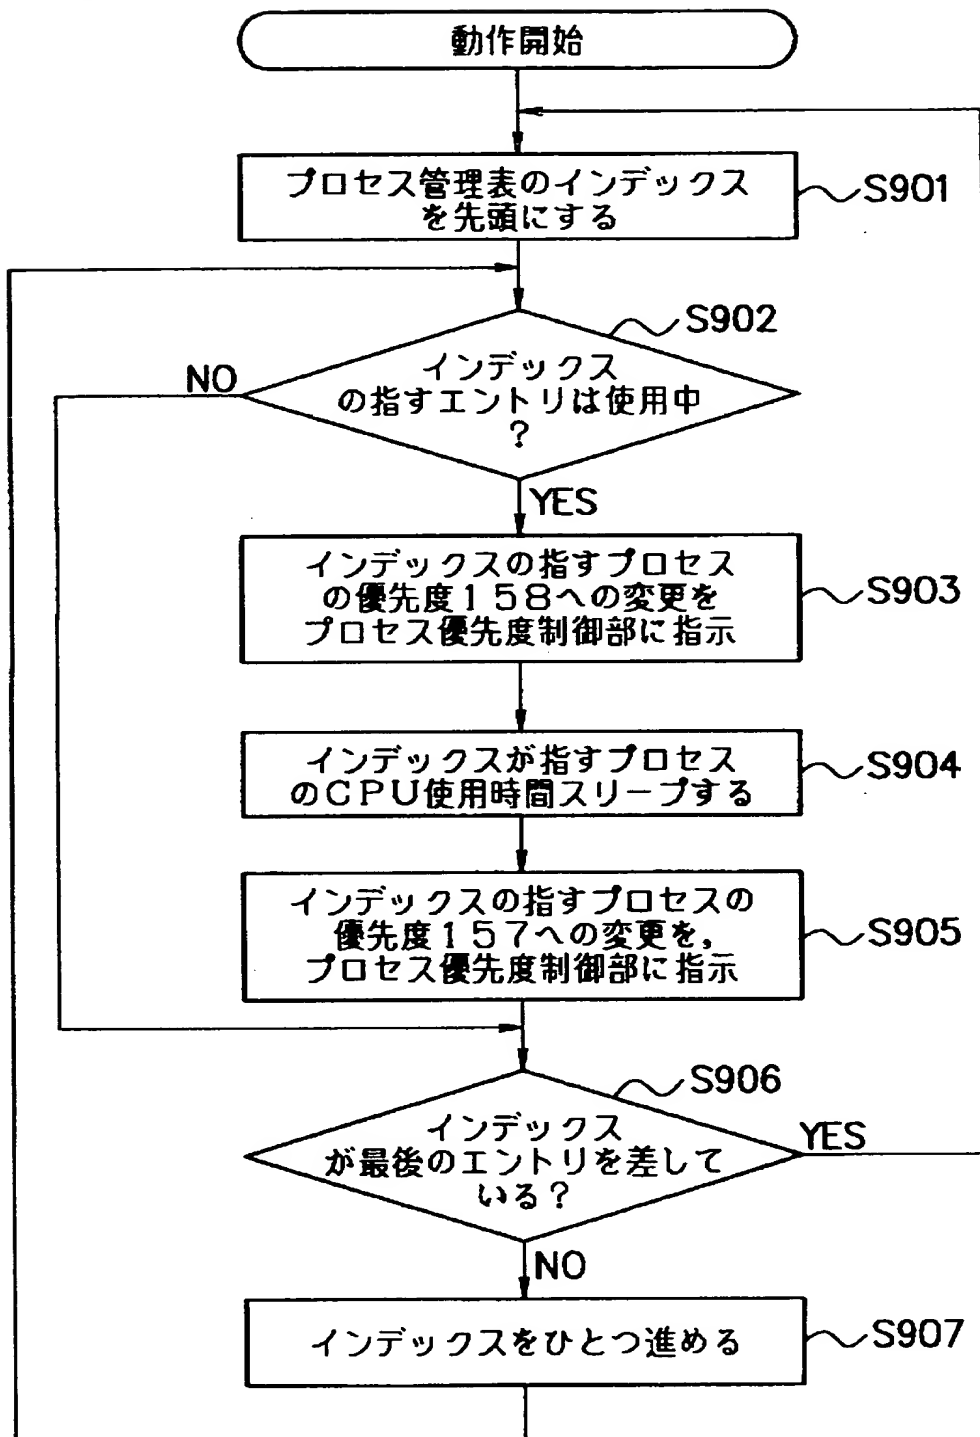 動作開始
プロセス管理表のインデックス
を先頭にする
S901
S902
インデックス
の指すエントリは使用中
?
NO
YES
インデックスの指すプロセス
の優先度158への変更を
プロセス優先度制御部に指示
S903
インデックスが指すプロセス
のCPU使用時間スリープする
S904
インデックスの指すプロセスの
優先度157への変更を,
プロセス優先度制御部に指示
S905
S906
インデックス
が最後のエントリを差して
いる?
YES
NO
インデックスをひとつ進める
S907